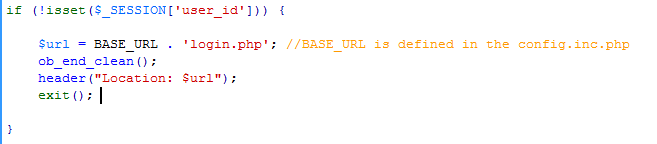 if (!isset($_SESSION['user_id'])) {
$url = BASE_URL . 'login.php'; //BASE_URL is defined in the config.inc.php
ob_end_clean();
header("Location: $url");
exit();
}